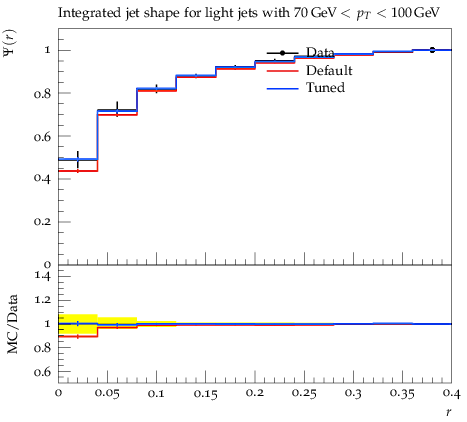 Integrated jet shape for light jets with 70 GeV < p_T < 100 GeV
Ψ(r)
Data
Default
Tuned
1
0.8
0.6
0.4
0.2
0
MC/Data
1.4
1.2
1
0.8
0.6
0 0.05 0.1 0.15 0.2 0.25 0.3 0.35 0.4
r